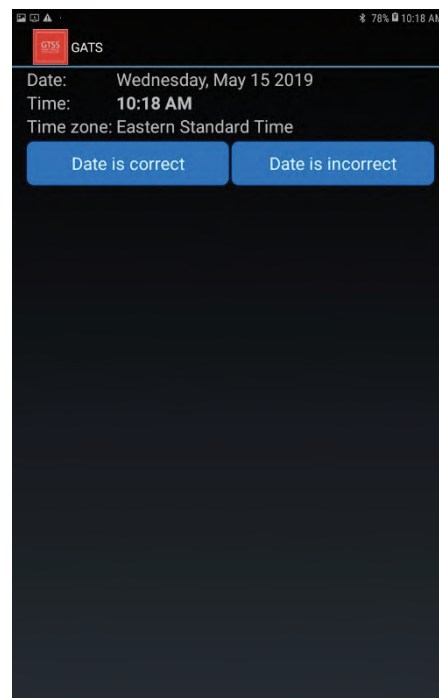 78% 10:18 AM
GTSS
GATS
Date: Wednesday, May 15 2019
Time: 10:18 AM
Time zone: Eastern Standard Time
Date is correct
Date is incorrect